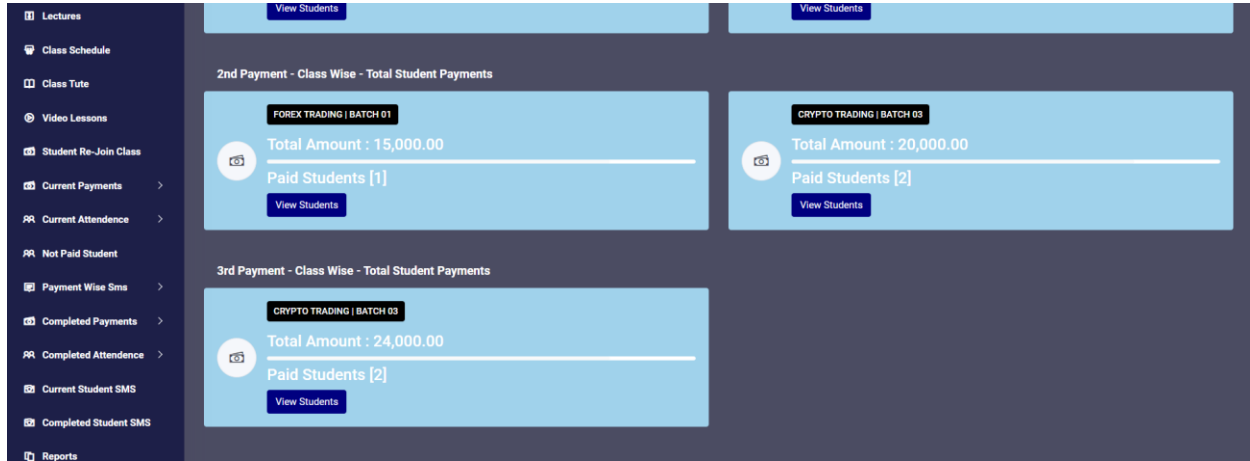 Lectures
Class Schedule
Class Tute
Video Lessons
Student Re-Join Class
Current Payments
Current Attendence
Not Paid Student
Payment Wise Sms
Completed Payments
Completed Attendence
Current Student SMS
Completed Student SMS
Reports
View Students
View Students
2nd Payment - Class Wise - Total Student Payments
FOREX TRADING | BATCH 01
Total Amount : 15,000.00
Paid Students [1]
View Students
CRYPTO TRADING | BATCH 03
Total Amount : 20,000.00
Paid Students [2]
View Students
3rd Payment - Class Wise - Total Student Payments
CRYPTO TRADING | BATCH 03
Total Amount : 24,000.00
Paid Students [2]
View Students